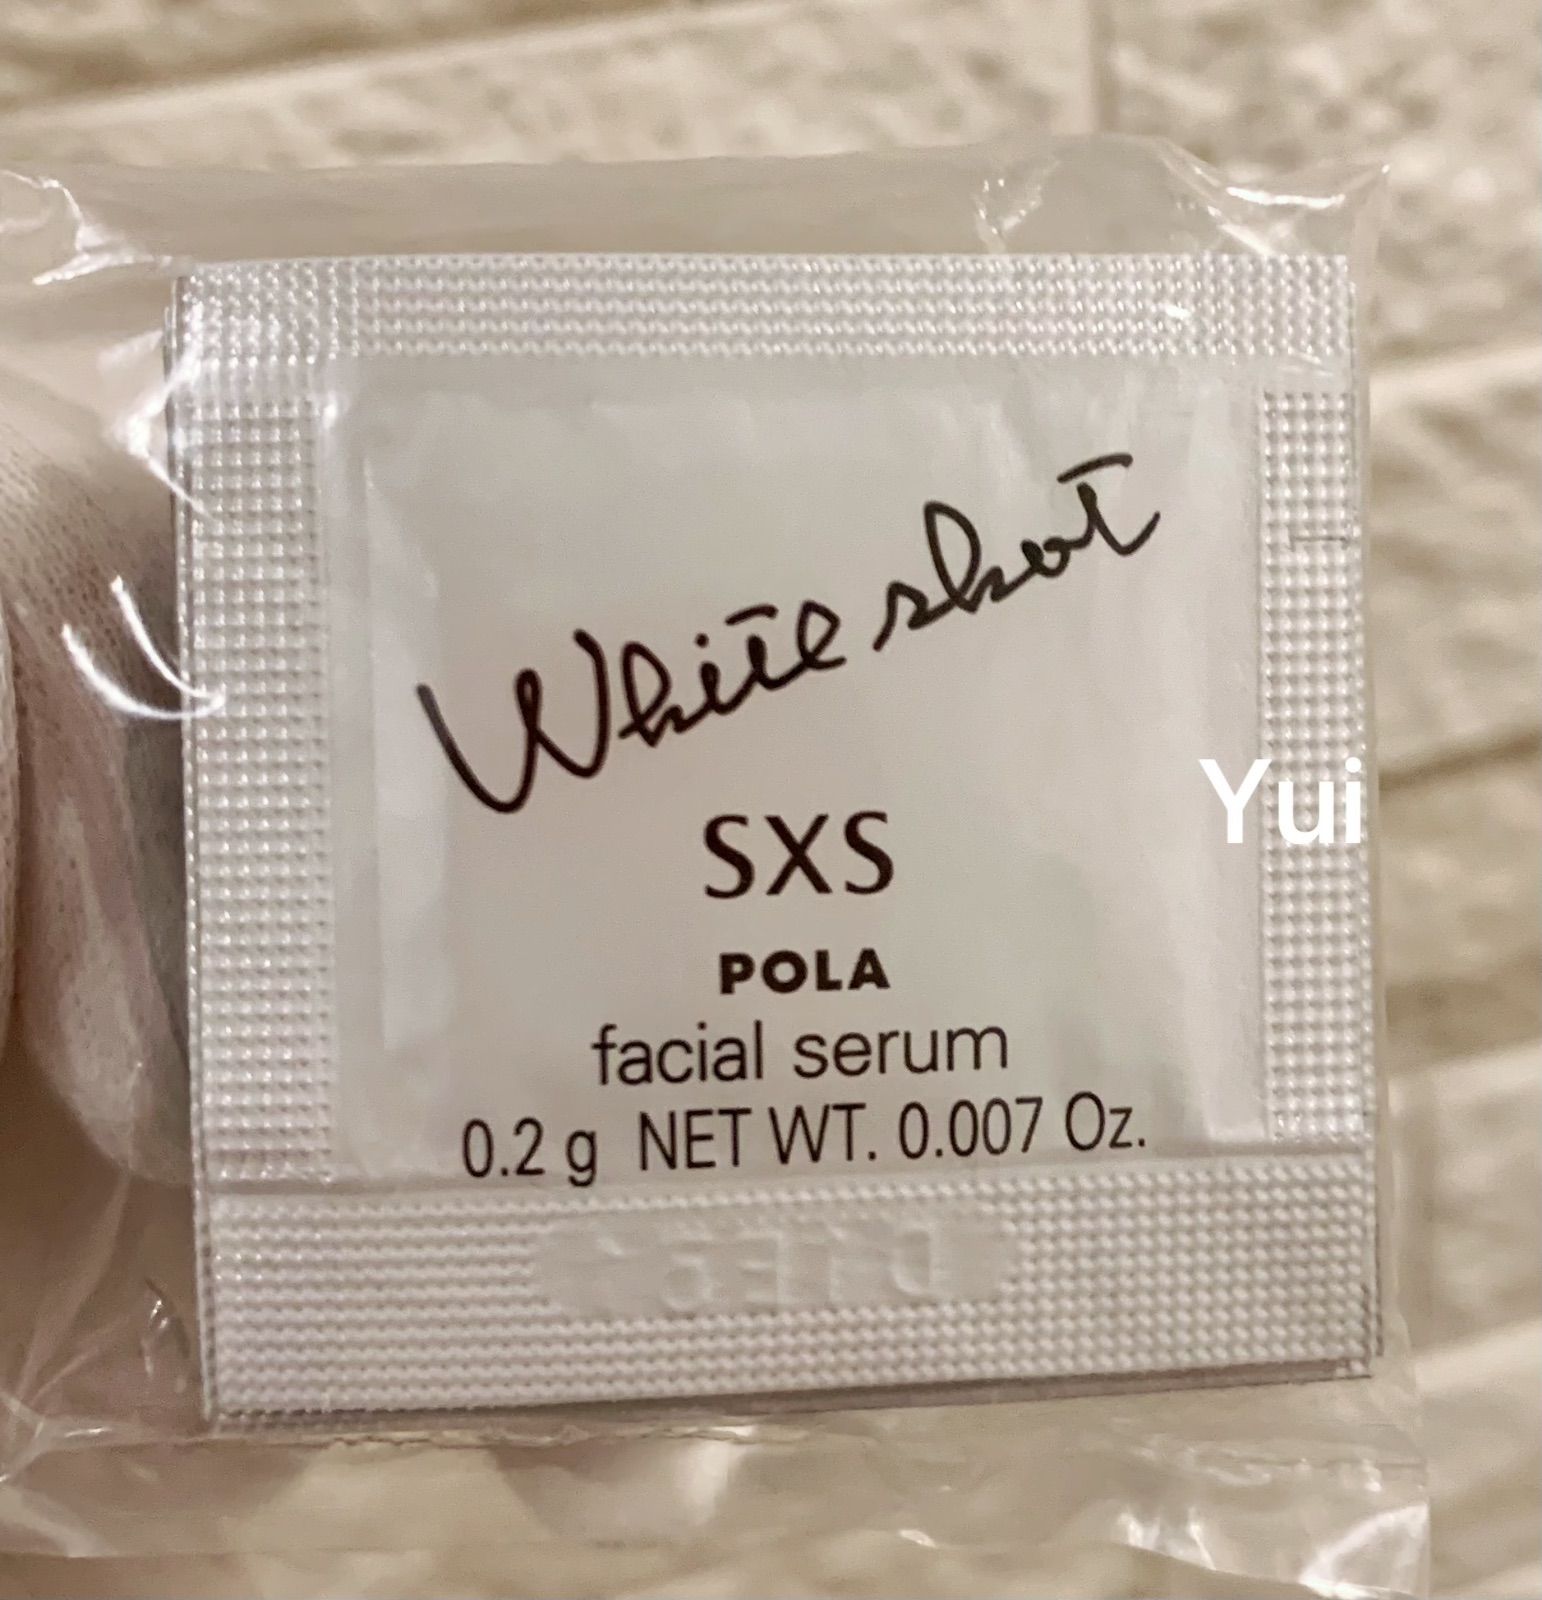 White shot
SXS
Yui
POLA
facial serum
0.2 g NET WT. 0.007 Oz.